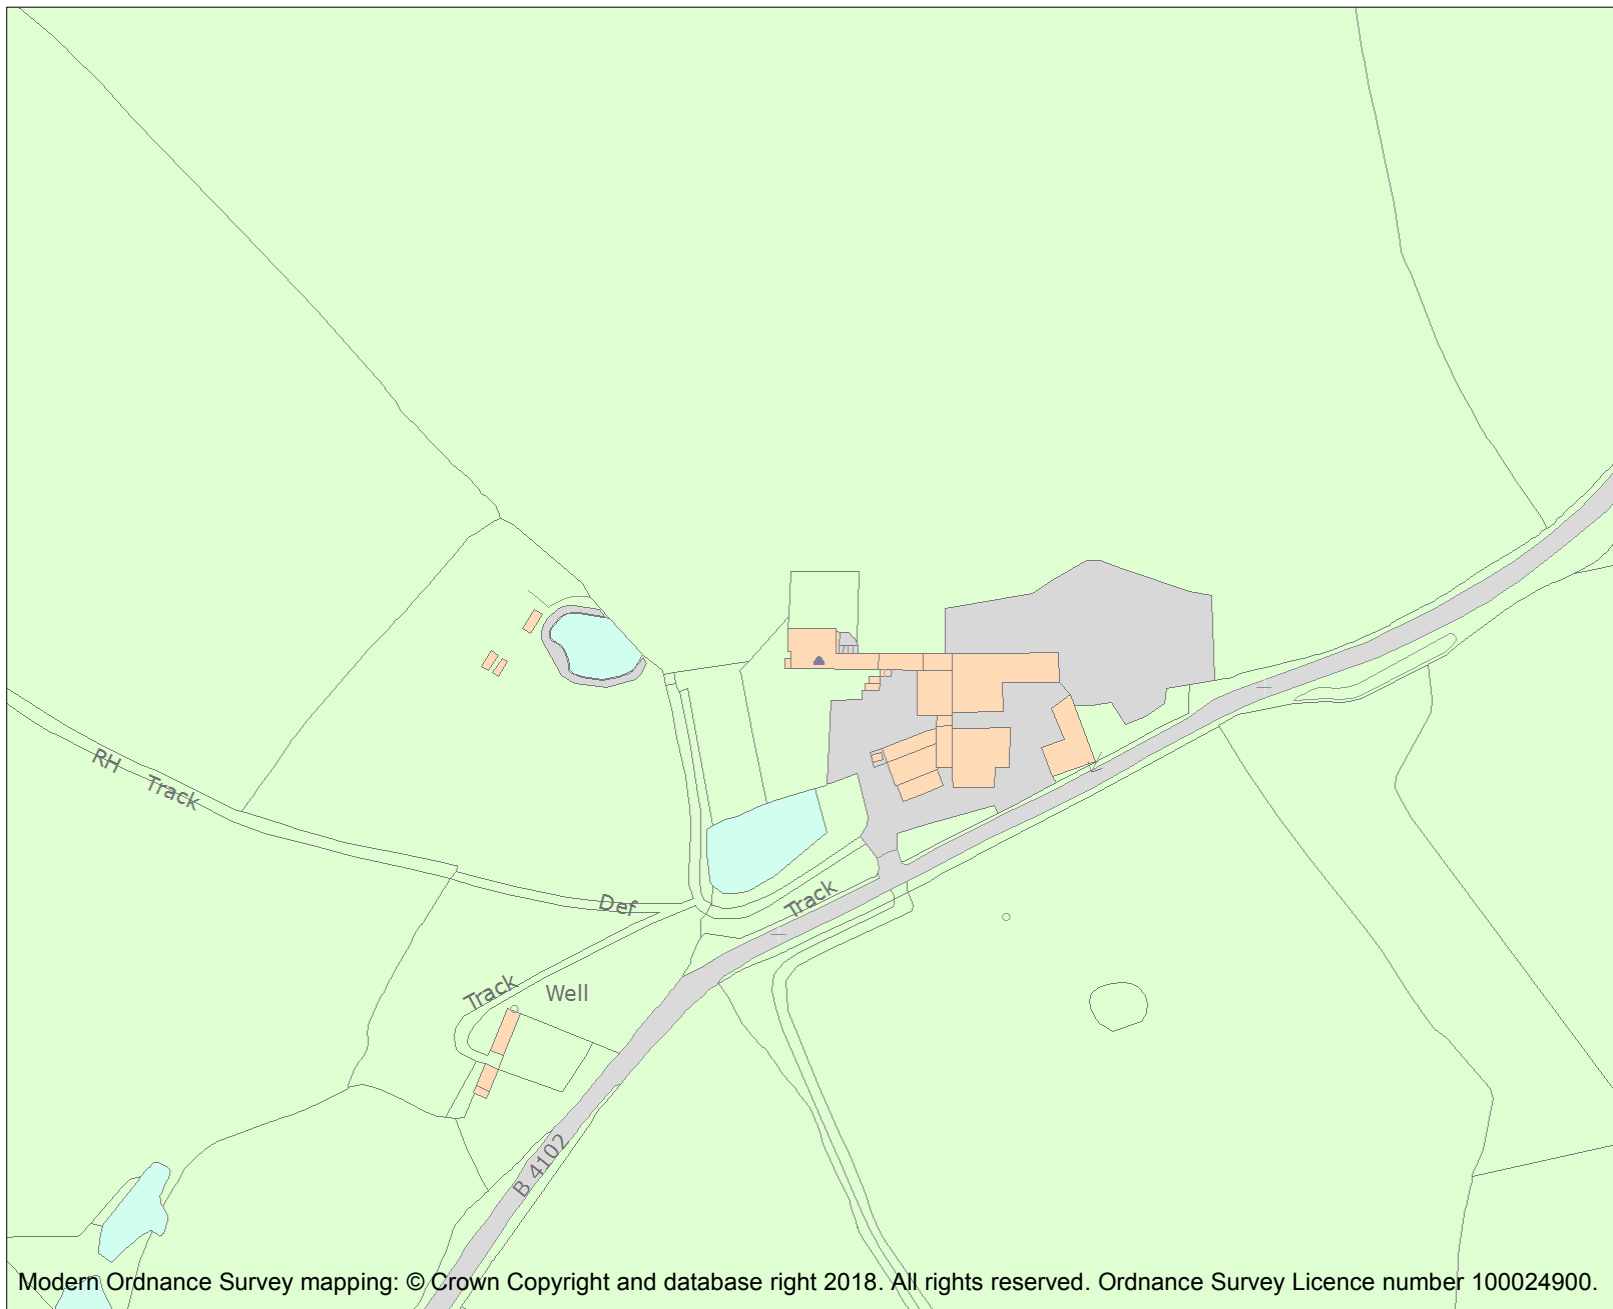 RH
Track
Def
Track
Track
Well
B 4102
Modern Ordnance Survey mapping: © Crown Copyright and database right 2018. All rights reserved. Ordnance Survey Licence number 100024900.